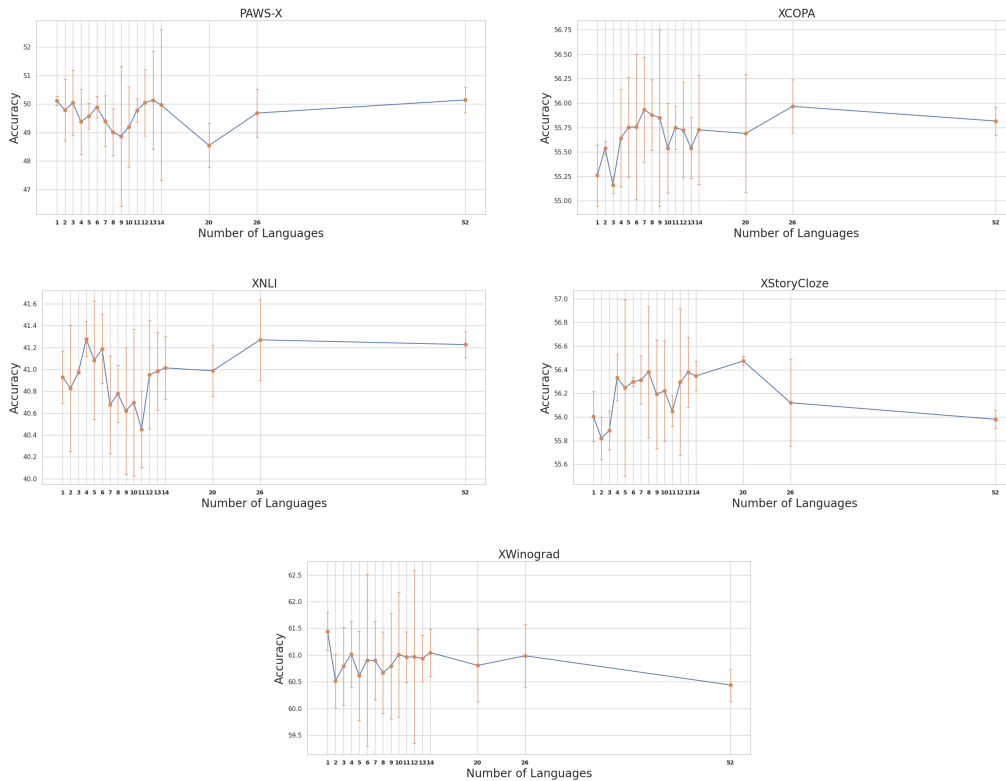 PAWS-X
52
51
50
49
48
47
Accuracy
1 2 3 4 5 6 7 8 9 10 11 12 13 14 20 26 52
Number of Languages
XCOPA
56.75
56.50
56.25
56.00
55.75
55.50
55.25
55.00
Accuracy
1 2 3 4 5 6 7 8 9 10 11 12 13 14 20 26 52
Number of Languages
XNLI
41.6
41.4
41.2
41.0
40.8
40.6
40.4
40.2
40.0
Accuracy
1 2 3 4 5 6 7 8 9 10 11 12 13 14 20 26 52
Number of Languages
XStoryCloze
57.0
56.8
56.6
56.4
56.2
56.0
55.8
55.6
Accuracy
1 2 3 4 5 6 7 8 9 10 11 12 13 14 20 26 52
Number of Languages
XWinograd
62.5
62.0
61.5
61.0
60.5
60.0
59.5
Accuracy
1 2 3 4 5 6 7 8 9 10 11 12 13 14 20 26 52
Number of Languages